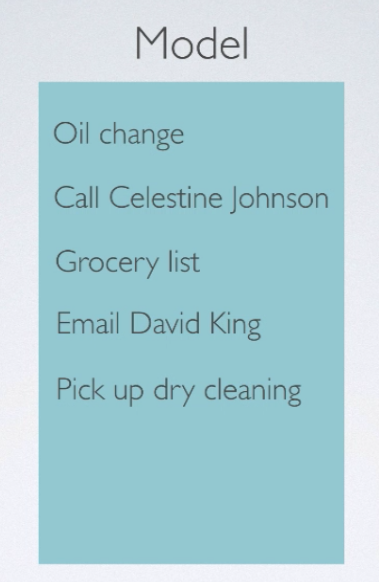 Model
Oil change
Call Celestine Johnson
Grocery list
Email David King
Pick up dry cleaning